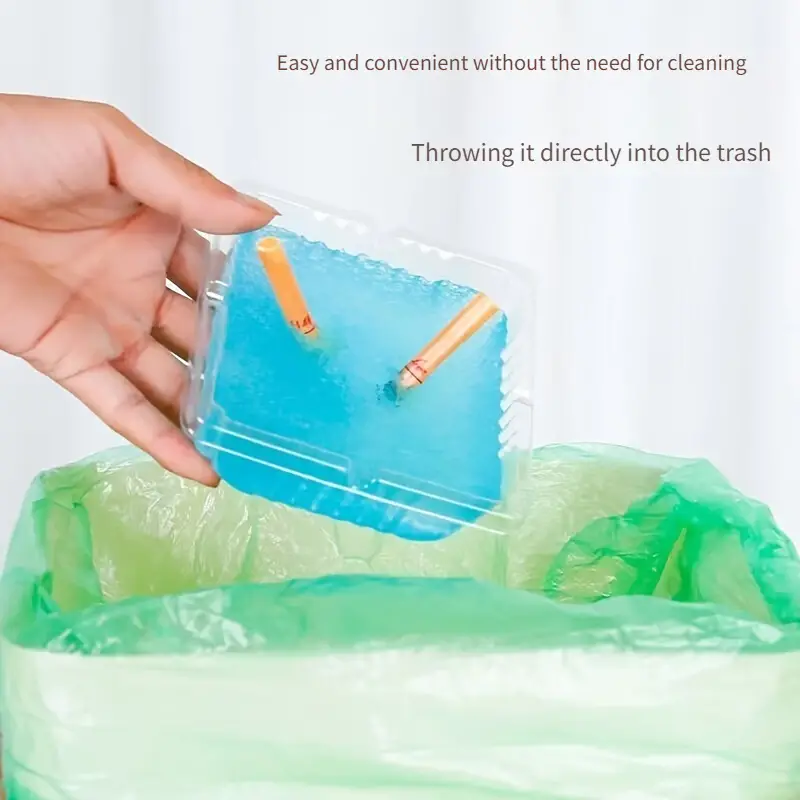 Easy and convenient without the need for cleaning
Throwing it directly into the trash